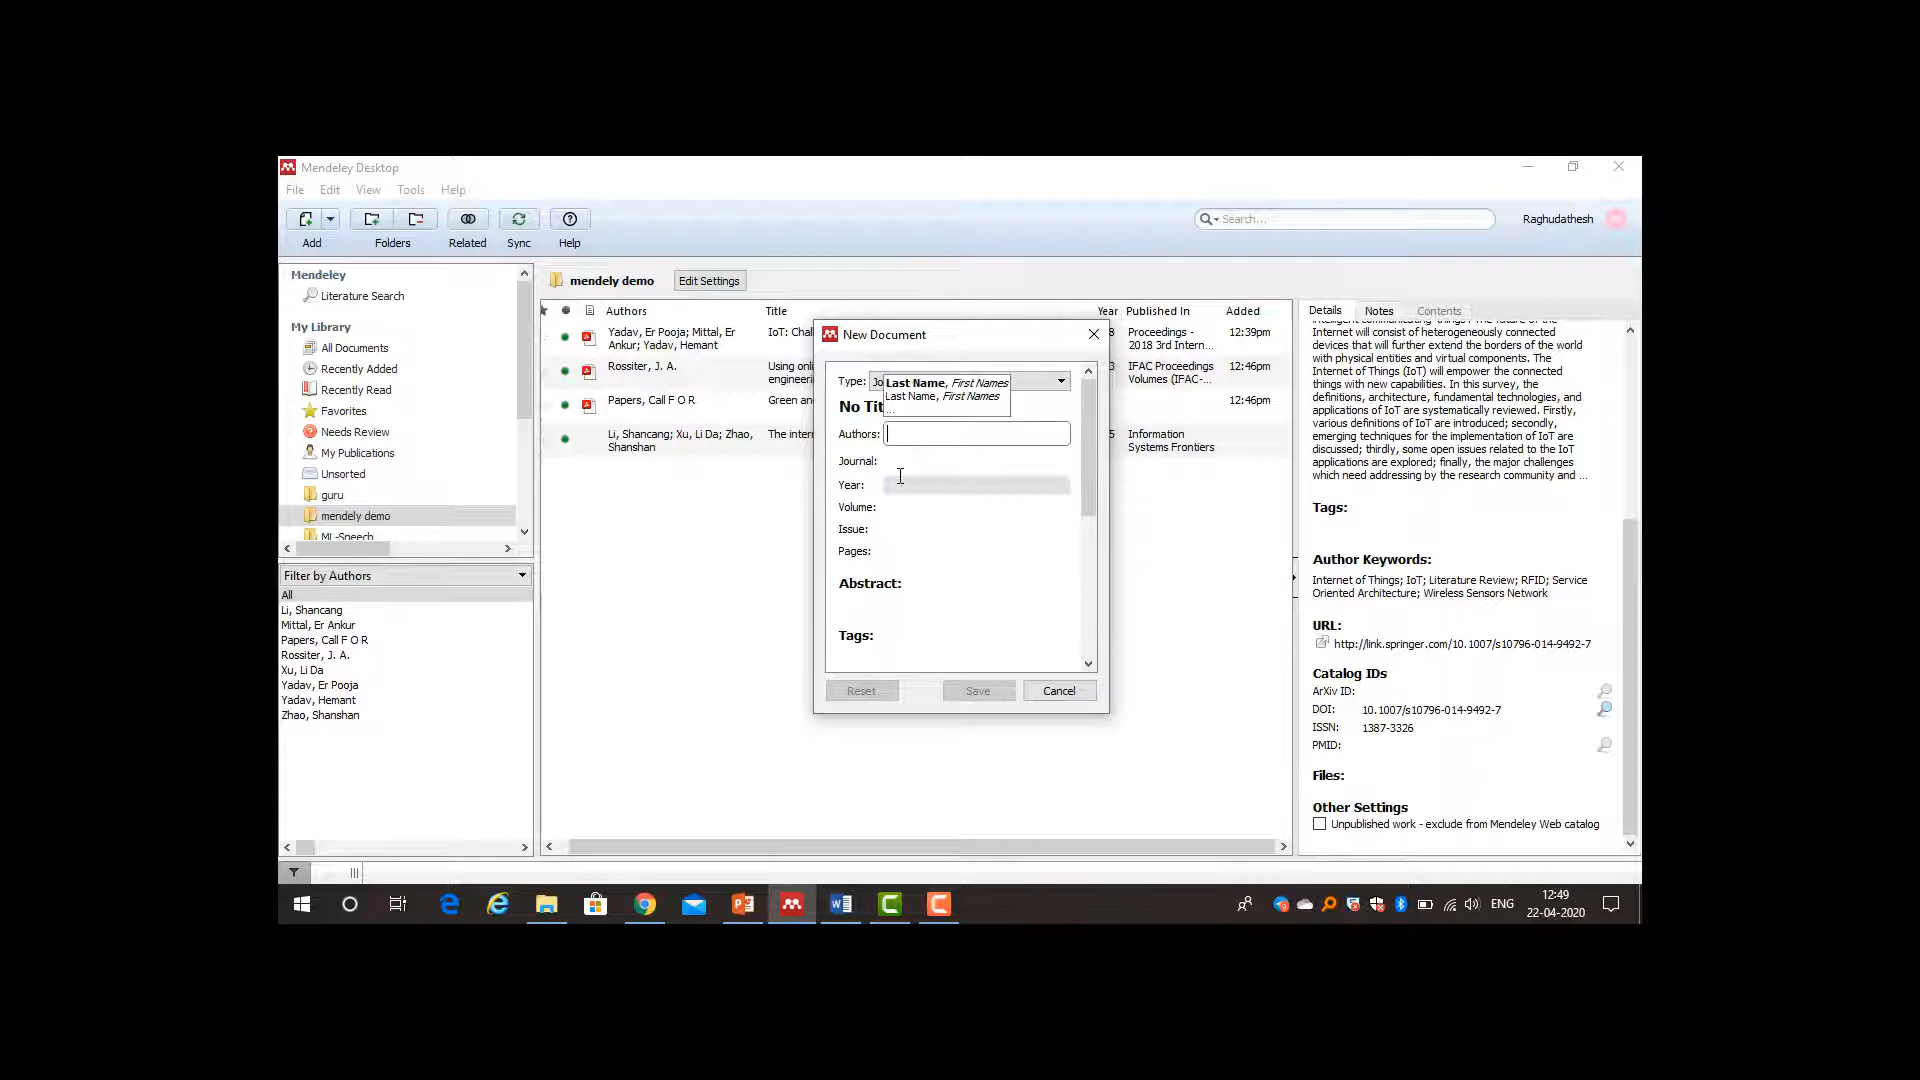 Mendeley Desktop
File Edit View Tools Help
Search...
Raghudathesh
Add Folders Related Sync Help
Mendeley
Literature Search
My Library
All Documents
Recently Added
Recently Read
Favorites
Needs Review
My Publications
Unsorted
guru
mendely demo
ML-Speech
Filter by Authors
All
Li, Shancang
Mittal, Er Ankur
Papers, Call F O R
Rossiter, J. A.
Xu, Li Da
Yadav, Er Pooja
Yadav, Hemant
Zhao, Shanshan
mendely demo Edit Settings
Authors Title Year Published In Added
Yadav, Er Pooja; Mittal, Er
Ankur; Yadav, Hemant
IoT: Chal
8
Proceedings -
2018 3rd Intern...
12:39pm
Rossiter, J. A.
Using onli
engineeri
3
IFAC Proceedings
Volumes (IFAC-...
12:46pm
Papers, Call F O R
Green an
12:46pm
Li, Shancang; Xu, Li Da; Zhao,
Shanshan
The inter
5
Information
Systems Frontiers
New Document
Type: Jo
Last Name, First Names
Last Name, First Names
...
No Tit
Authors:
Journal:
Year:
Volume:
Issue:
Pages:
Abstract:
Tags:
Reset Save Cancel
Details Notes Contents
Internet will consist of heterogeneously connected
devices that will further extend the borders of the world
with physical entities and virtual components. The
Internet of Things (IoT) will empower the connected
things with new capabilities. In this survey, the
definitions, architecture, fundamental technologies, and
applications of IoT are systematically reviewed. Firstly,
various definitions of IoT are introduced; secondly,
emerging techniques for the implementation of IoT are
discussed; thirdly, some open issues related to the IoT
applications are explored; finally, the major challenges
which need addressing by the research community and ...
Tags:
Author Keywords:
Internet of Things; IoT; Literature Review; RFID; Service
Oriented Architecture; Wireless Sensors Network
URL:
http://link.springer.com/10.1007/s10796-014-9492-7
Catalog IDs
ArXiv ID:
DOI: 10.1007/s10796-014-9492-7
ISSN: 1387-3326
PMID:
Files:
Other Settings
Unpublished work - exclude from Mendeley Web catalog
ENG
12:49
22-04-2020